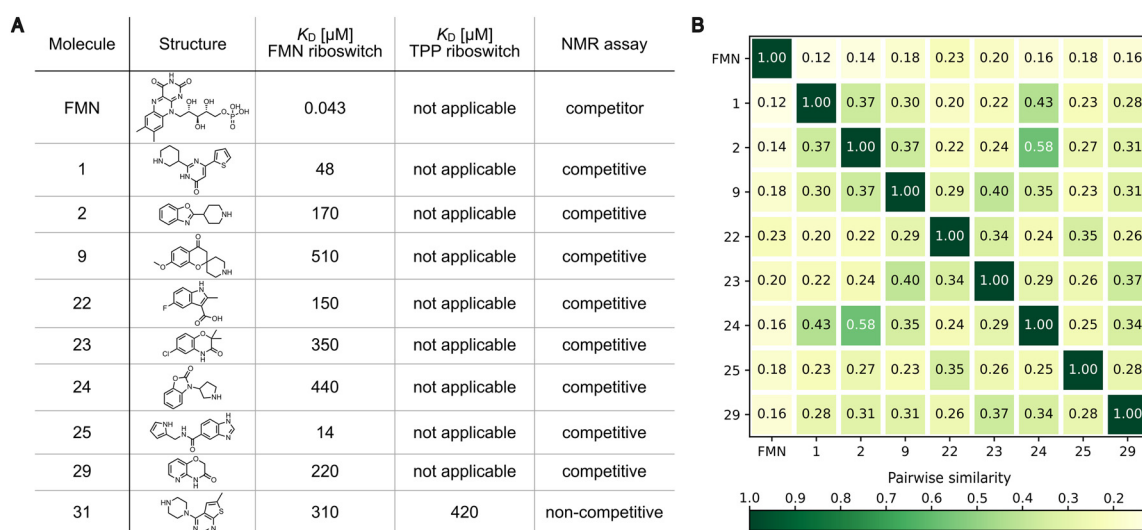 A
Molecule Structure KD [µM] FMN riboswitch KD [µM] TPP riboswitch NMR assay
FMN 0.043 not applicable competitor
1 48 not applicable competitive
2 170 not applicable competitive
9 510 not applicable competitive
22 150 not applicable competitive
23 350 not applicable competitive
24 440 not applicable competitive
25 14 not applicable competitive
29 220 not applicable competitive
31 310 420 non-competitive
B
FMN 1.00 0.12 0.14 0.18 0.23 0.20 0.16 0.18 0.16
1 0.12 1.00 0.37 0.30 0.20 0.22 0.43 0.23 0.28
2 0.14 0.37 1.00 0.37 0.22 0.24 0.58 0.27 0.31
9 0.18 0.30 0.37 1.00 0.29 0.40 0.35 0.23 0.31
22 0.23 0.20 0.22 0.29 1.00 0.34 0.24 0.35 0.26
23 0.20 0.22 0.24 0.40 0.34 1.00 0.29 0.26 0.37
24 0.16 0.43 0.58 0.35 0.24 0.29 1.00 0.25 0.34
25 0.18 0.23 0.27 0.23 0.35 0.26 0.25 1.00 0.28
29 0.16 0.28 0.31 0.31 0.26 0.37 0.34 0.28 1.00
FMN 1 2 9 22 23 24 25 29
Pairwise similarity
1.0 0.9 0.8 0.7 0.6 0.5 0.4 0.3 0.2